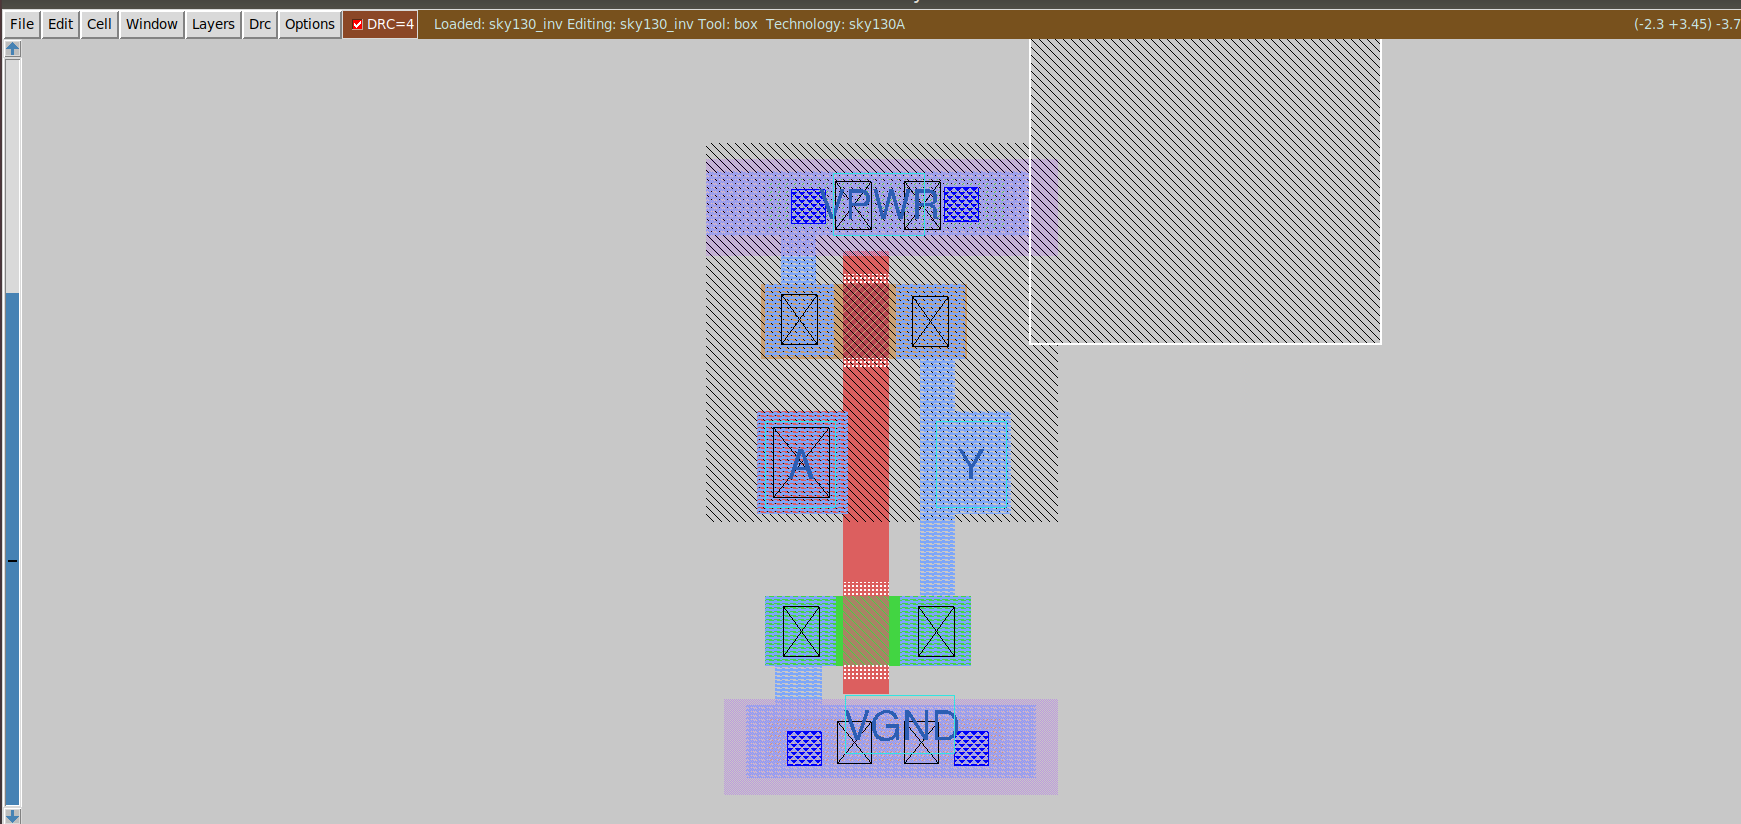 File Edit Cell Window Layers Drc Options DRC=4 Loaded: sky130_inv Editing: sky130_inv Tool: box Technology: sky130A (-2.3 +3.45) -3.7
VPWR
A Y
VGND